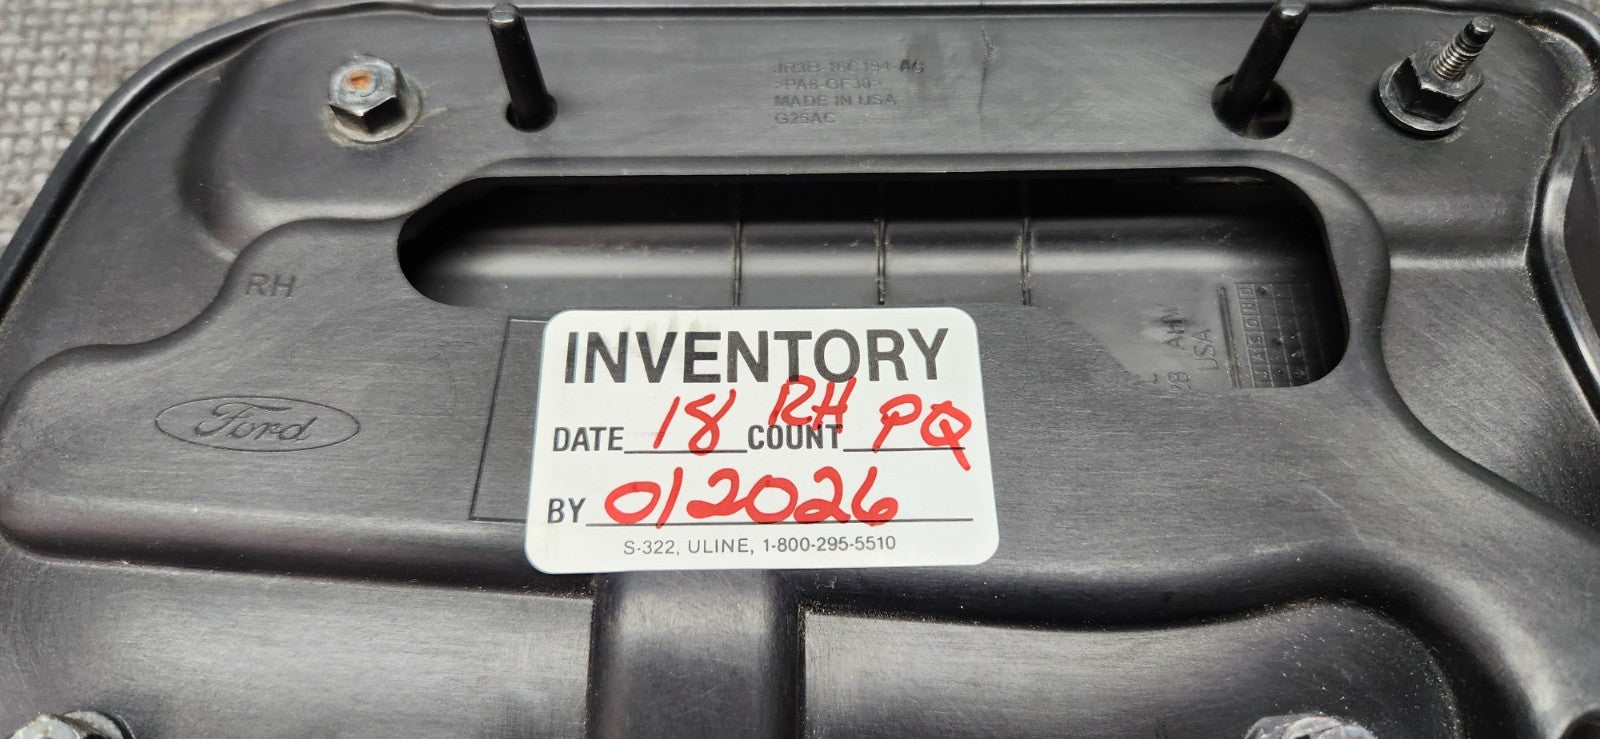 JR3B-16C194-AG
>PA6-GF30<
MADE IN USA
G25AC
RH
Ford
INVENTORY
DATE 18 RH COUNT PQ
BY 012026
S-322, ULINE, 1-800-295-5510
USA